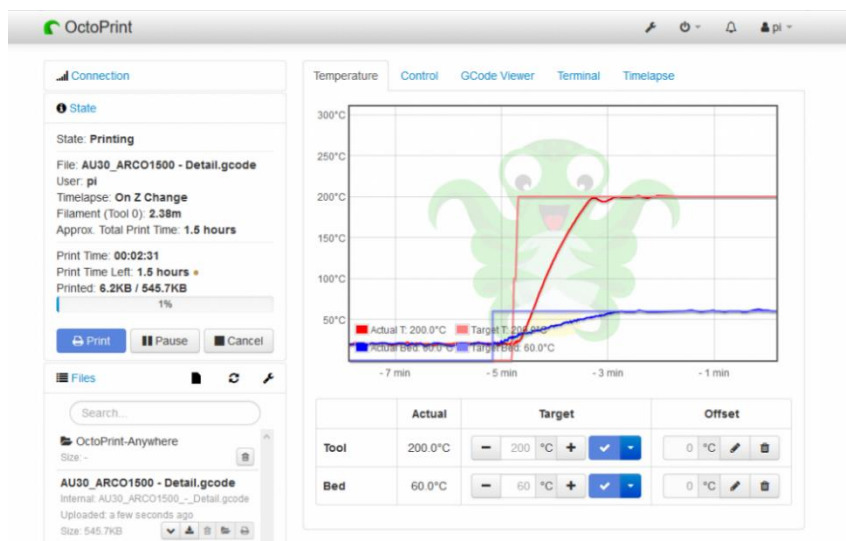 OctoPrint
pi
Connection
State
State: Printing
File: AU30_ARCO1500 - Detail.gcode
User: pi
Timelapse: On Z Change
Filament (Tool 0): 2.38m
Approx. Total Print Time: 1.5 hours
Print Time: 00:02:31
Print Time Left: 1.5 hours
Printed: 6.2KB / 545.7KB
1%
Print
Pause
Cancel
Files
Search...
OctoPrint-Anywhere
Size: -
AU30_ARCO1500 - Detail.gcode
Internal: AU30_ARCO1500_-_Detail.gcode
Uploaded: a few seconds ago
Size: 545.7KB
Temperature Control GCode Viewer Terminal Timelapse
300°C
250°C
200°C
150°C
100°C
50°C
Actual T: 200.0°C Target T: 200.0°C
Actual Bed: 60.0°C Target Bed: 60.0°C
- 7 min - 5 min - 3 min - 1 min
Actual Target Offset
Tool 200.0°C 200 °C 0 °C
Bed 60.0°C 60 °C 0 °C